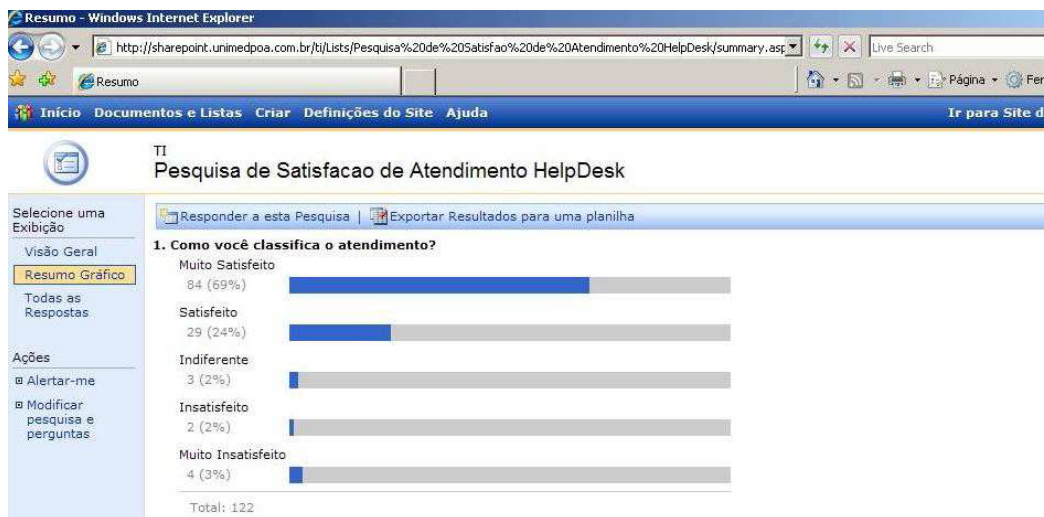 Resumo - Windows Internet Explorer
http://sharepoint.unimedpoa.com.br/ti/Lists/Pesquisa%20de%20Satisfao%20de%20Atendimento%20HelpDesk/summary.asp
Live Search
Resumo
Página
Fer
Início Documentos e Listas Criar Definições do Site Ajuda
Ir para Site d
TI
Pesquisa de Satisfacao de Atendimento HelpDesk
Selecione uma
Exibição
Visão Geral
Resumo Gráfico
Todas as
Respostas
Ações
Alertar-me
Modificar
pesquisa e
perguntas
Responder a esta Pesquisa | Exportar Resultados para uma planilha
1. Como você classifica o atendimento?
Muito Satisfeito
84 (69%)
Satisfeito
29 (24%)
Indiferente
3 (2%)
Insatisfeito
2 (2%)
Muito Insatisfeito
4 (3%)
Total: 122